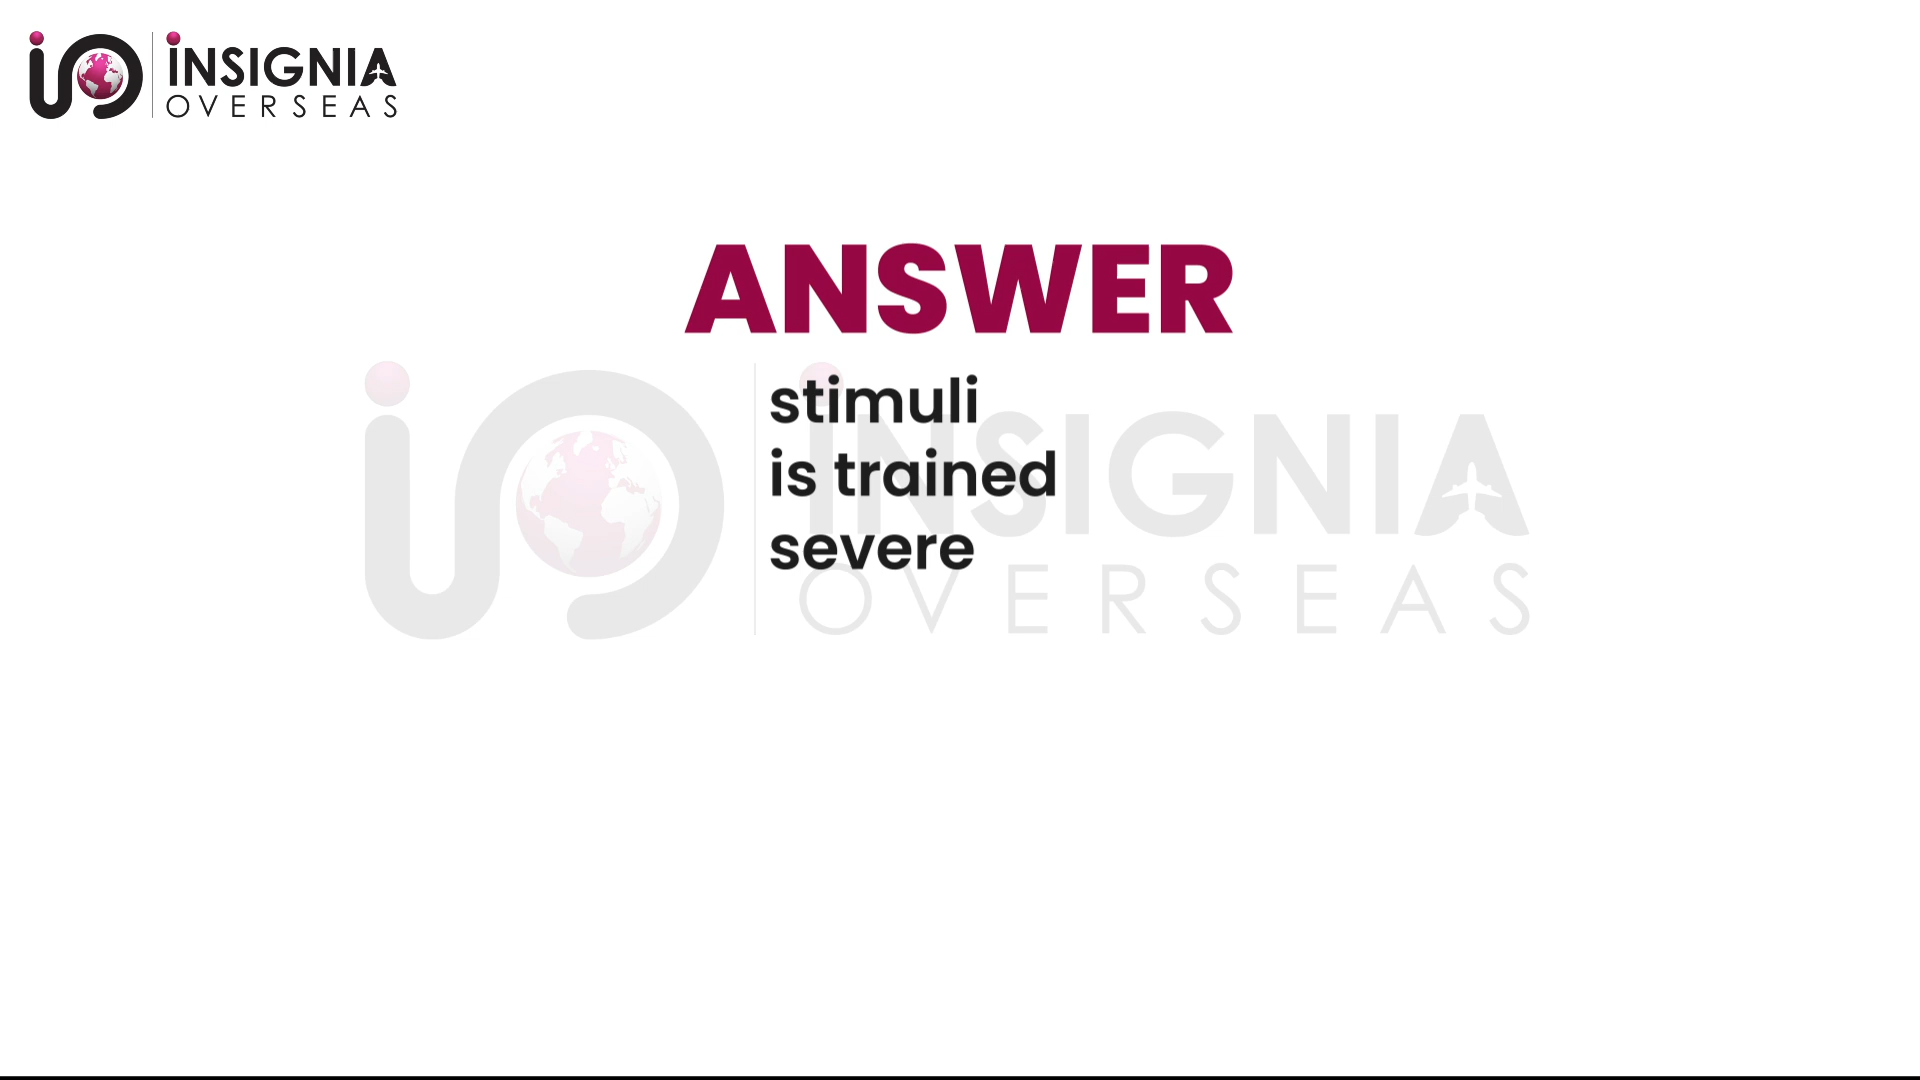 INSIGNIA
OVERSEAS
ANSWER
stimuli
is trained
severe
INSIGNIA
OVERSEAS